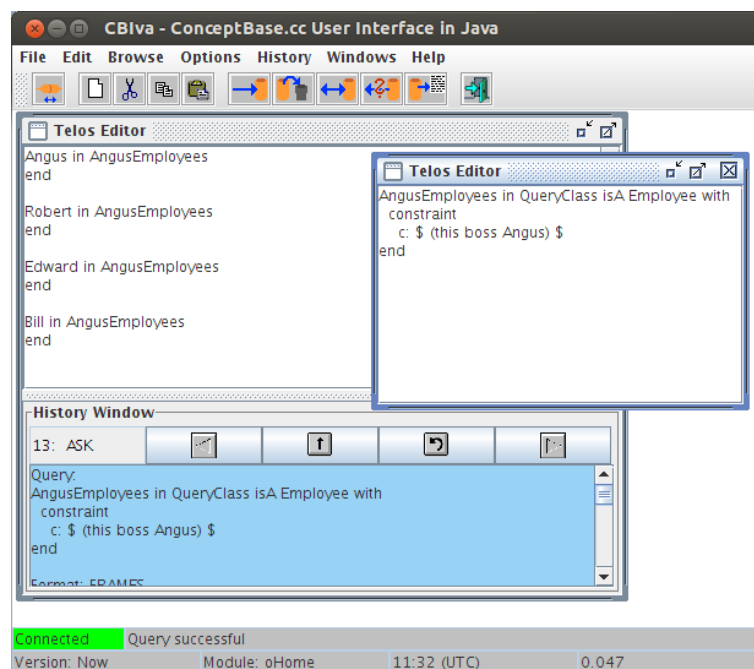 CBIva - ConceptBase.cc User Interface in Java
File Edit Browse Options History Windows Help
Telos Editor
Angus in AngusEmployees
end
Robert in AngusEmployees
end
Edward in AngusEmployees
end
Bill in AngusEmployees
end
Telos Editor
AngusEmployees in QueryClass isA Employee with
constraint
c: $ (this boss Angus) $
end
History Window
13: ASK
Query:
AngusEmployees in QueryClass isA Employee with
constraint
c: $ (this boss Angus) $
end
Format: FRAMES
Connected Query successful
Version: Now Module: oHome 11:32 (UTC) 0.047